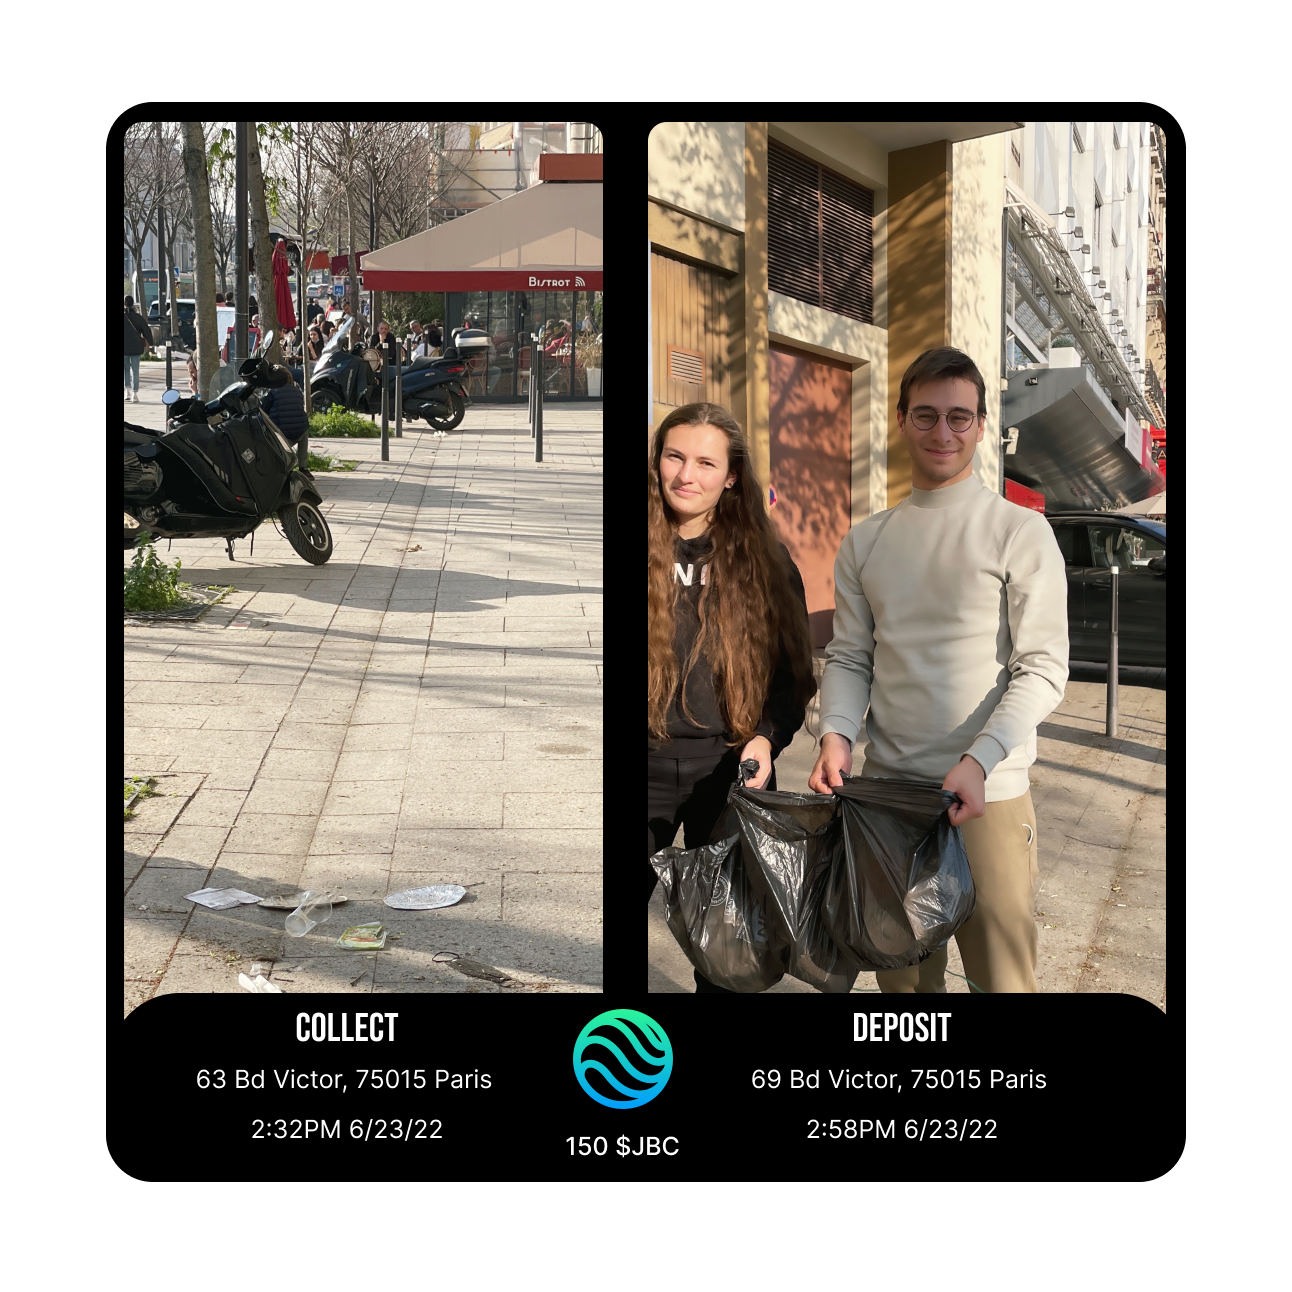 BISTROT
NI
COLLECT
63 Bd Victor, 75015 Paris
2:32PM 6/23/22
150 $JBC
DEPOSIT
69 Bd Victor, 75015 Paris
2:58PM 6/23/22